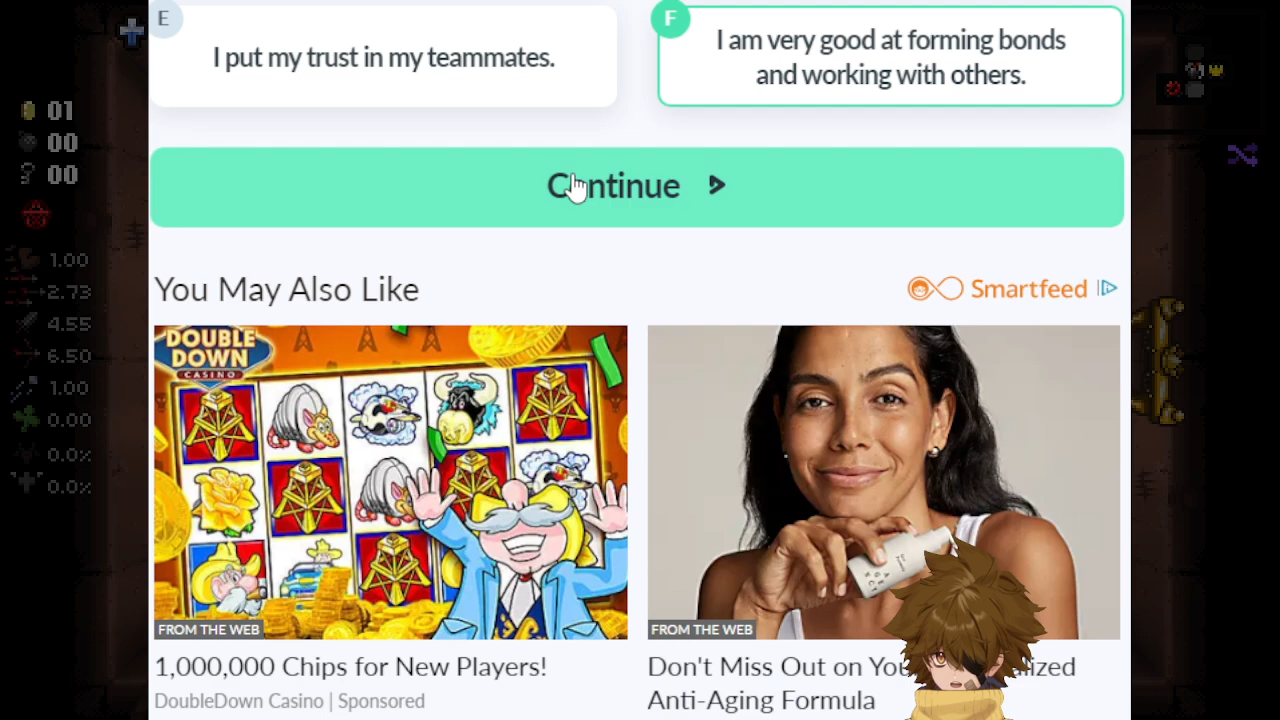 E
I put my trust in my teammates.
F
I am very good at forming bonds
and working with others.
01
00
00
Continue
1.00
2.73
4.55
6.50
1.00
0.00
0.0%
0.0%
You May Also Like
Smartfeed
DOUBLE
DOWN
CASINO
FROM THE WEB
FROM THE WEB
1,000,000 Chips for New Players!
DoubleDown Casino | Sponsored
Don't Miss Out on
Anti-Aging Formula